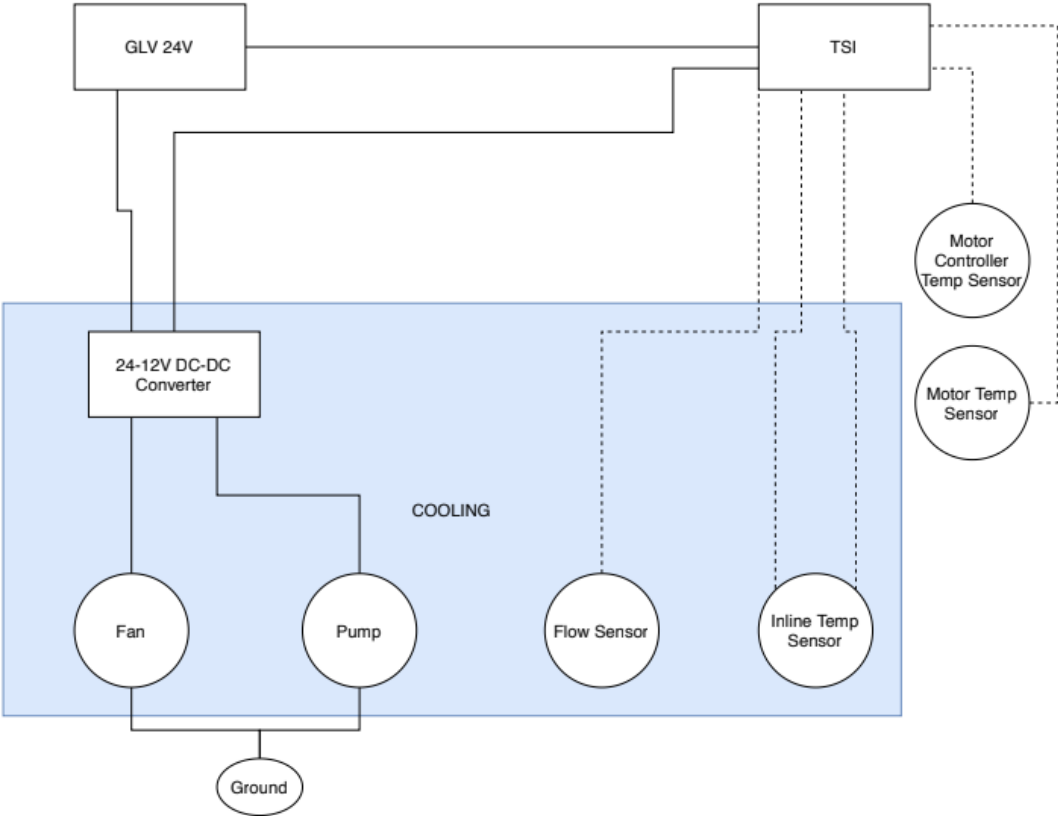 GLV 24V
TSI
Motor
Controller
Temp Sensor
24-12V DC-DC
Converter
Motor Temp
Sensor
COOLING
Fan
Pump
Flow Sensor
Inline Temp
Sensor
Ground